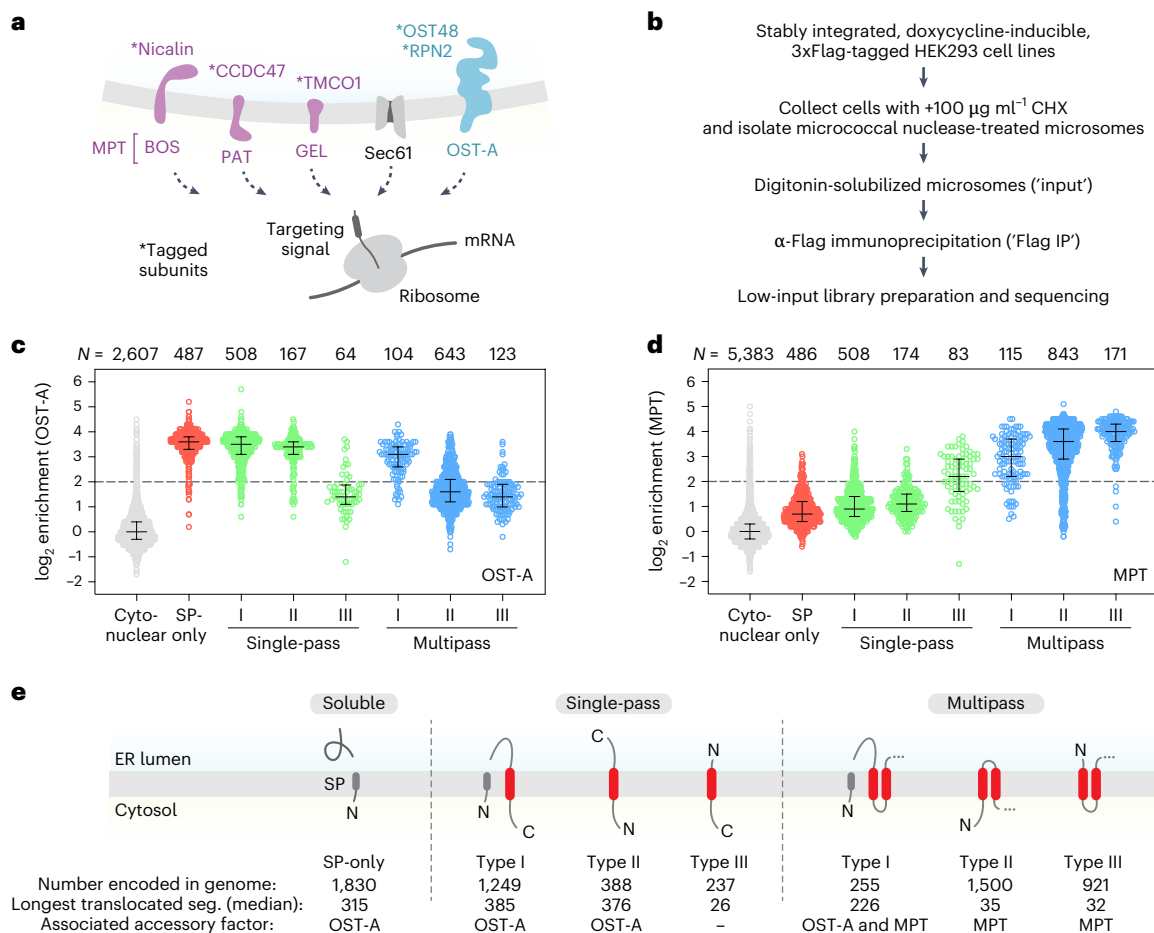 a
*Nicalin
*CCDC47
*TMCO1
*OST48
*RPN2
MPT
BOS
PAT
GEL
Sec61
OST-A
*Tagged
subunits
Targeting
signal
mRNA
Ribosome
b
Stably integrated, doxycycline-inducible,
3xFlag-tagged HEK293 cell lines
Collect cells with +100 µg ml⁻¹ CHX
and isolate micrococcal nuclease-treated microsomes
Digitonin-solubilized microsomes (‘input’)
α-Flag immunoprecipitation (‘Flag IP’)
Low-input library preparation and sequencing
c
N = 2,607 487 508 167 64 104 643 123
log₂ enrichment (OST-A)
6
5
4
3
2
1
0
−1
−2
OST-A
Cyto-nuclear
SP-only
I II III I II III
Single-pass Multipass
d
N = 5,383 486 508 174 83 115 843 171
log₂ enrichment (MPT)
6
5
4
3
2
1
0
−1
−2
MPT
Cyto-nuclear
SP only
I II III I II III
Single-pass Multipass
e
Soluble Single-pass Multipass
ER lumen
SP
Cytosol
N
N C
C N
N C
N ...
N ...
N ...
SP-only Type I Type II Type III Type I Type II Type III
Number encoded in genome: 1,830 1,249 388 237 255 1,500 921
Longest translocated seg. (median): 315 385 376 26 226 35 32
Associated accessory factor: OST-A OST-A OST-A – OST-A and MPT MPT MPT